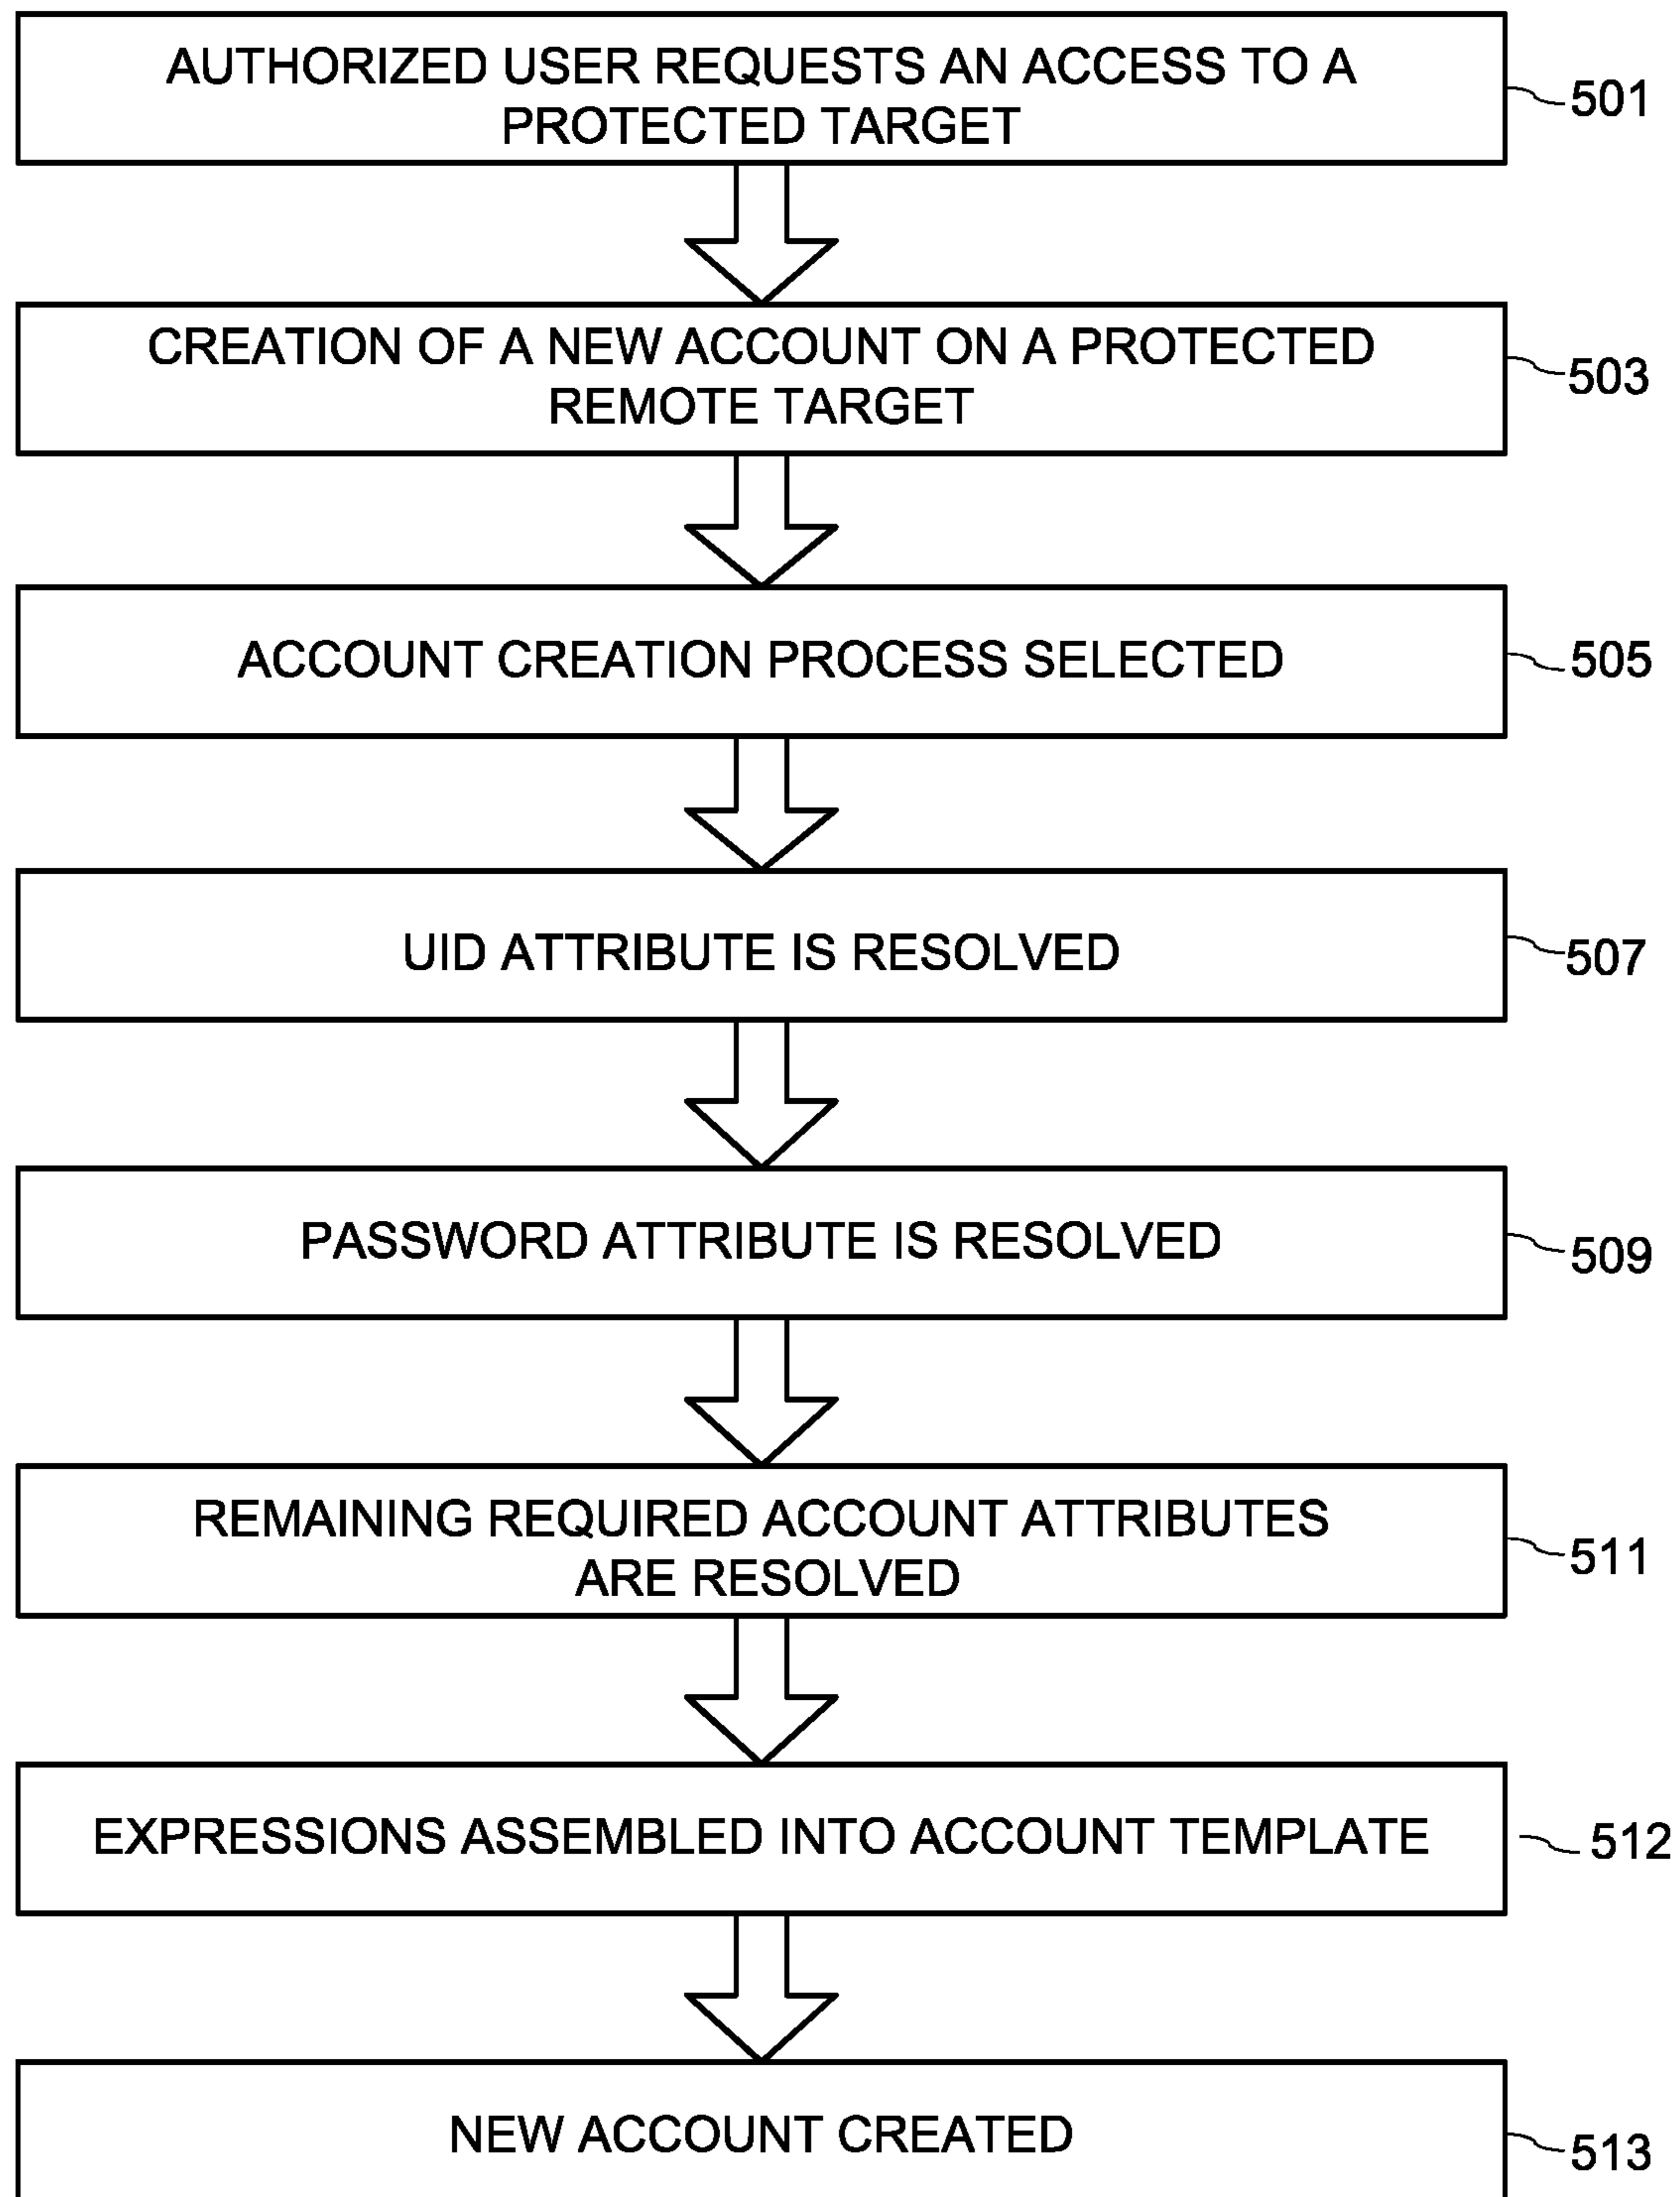 AUTHORIZED USER REQUESTS AN ACCESS TO A
PROTECTED TARGET
501
CREATION OF A NEW ACCOUNT ON A PROTECTED
REMOTE TARGET
503
ACCOUNT CREATION PROCESS SELECTED
505
UID ATTRIBUTE IS RESOLVED
507
PASSWORD ATTRIBUTE IS RESOLVED
509
REMAINING REQUIRED ACCOUNT ATTRIBUTES
ARE RESOLVED
511
EXPRESSIONS ASSEMBLED INTO ACCOUNT TEMPLATE
512
NEW ACCOUNT CREATED
513